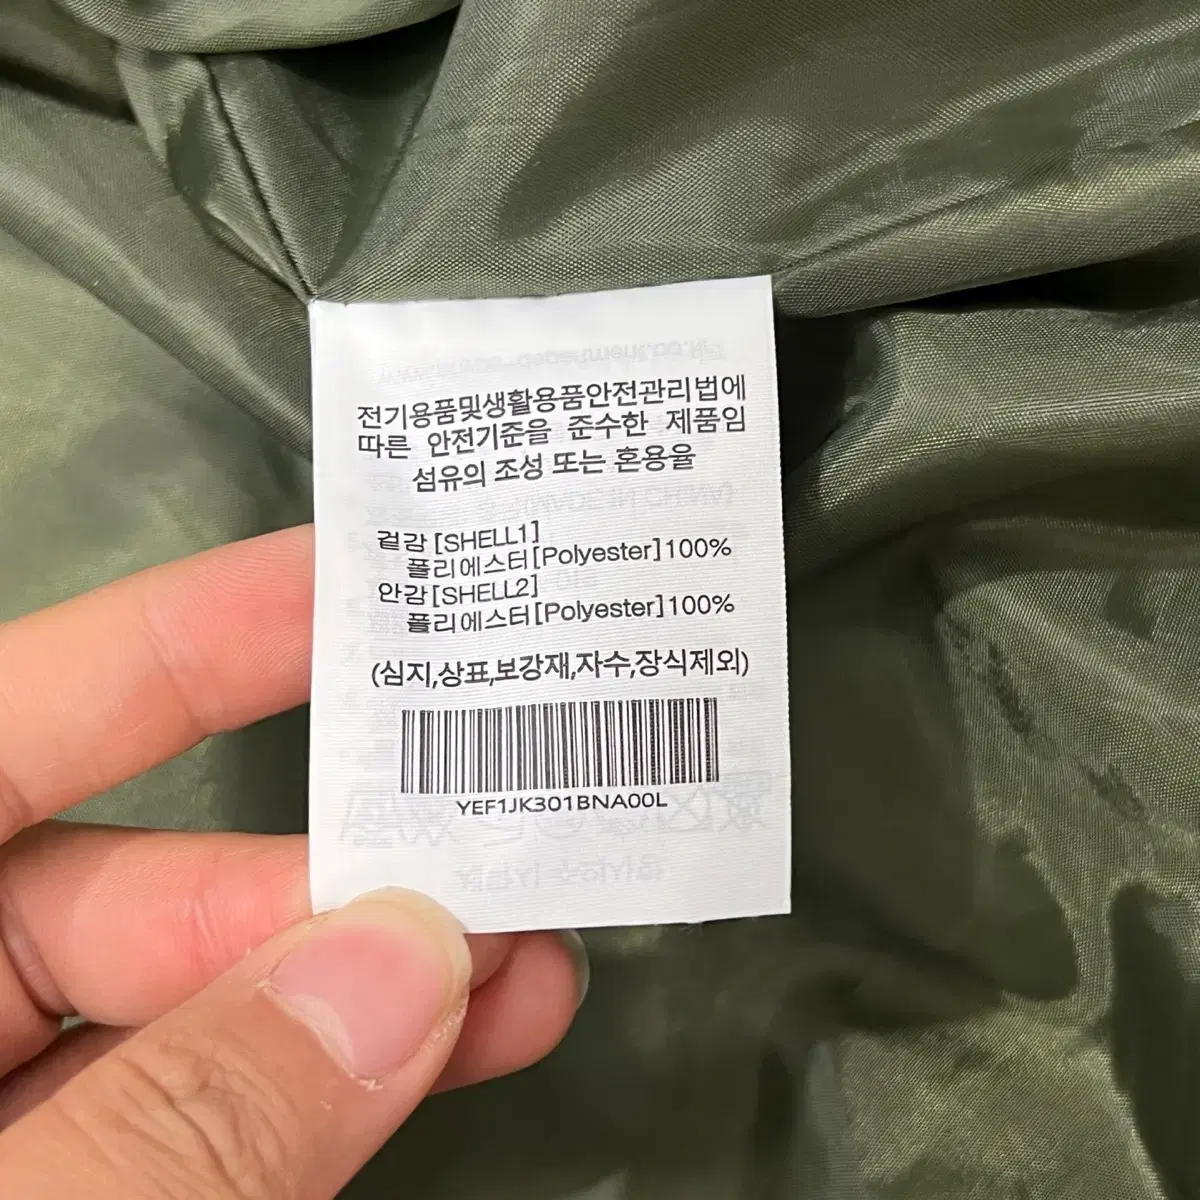 전기용품및생활용품안전관리법에
따른 안전기준을 준수한 제품임
섬유의 조성 또는 혼용율
겉감 [SHELL1]
폴리에스터[Polyester]100%
안감[SHELL2]
폴리에스터[Polyester]100%
(심지,상표,보강재,자수,장식제외)
YEF1JK301BNA00L